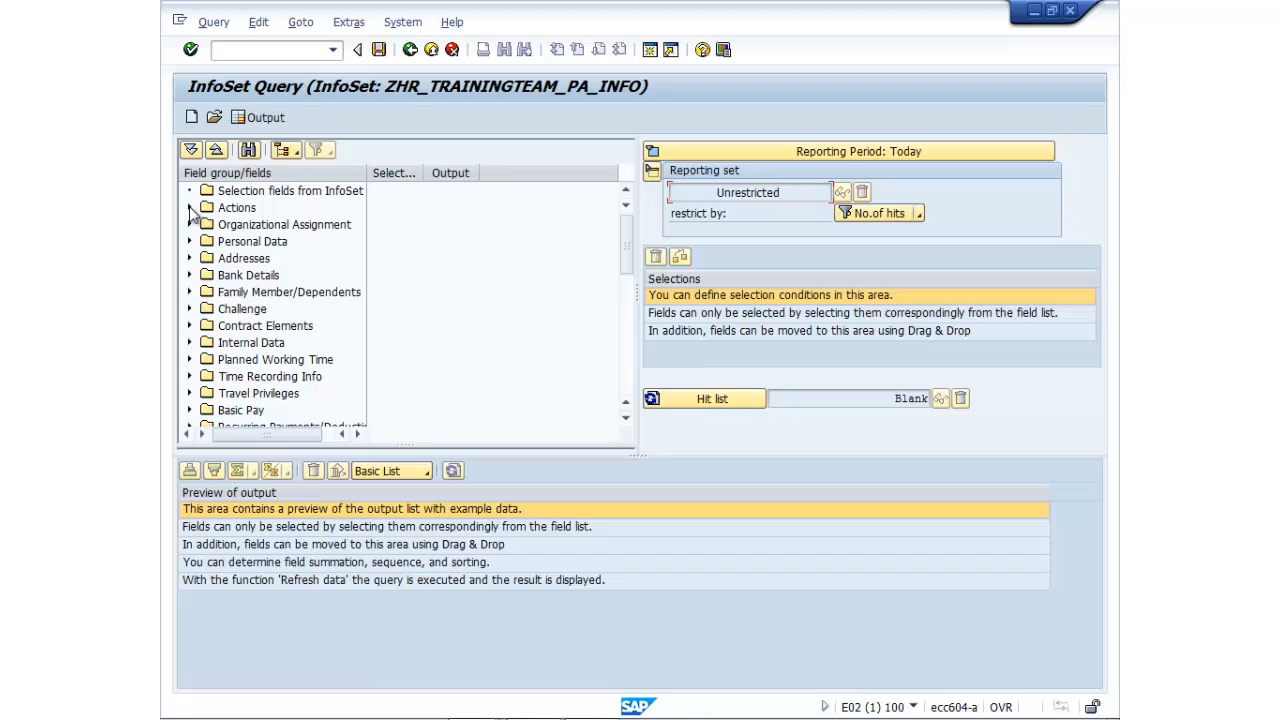 Query Edit Goto Extras System Help
InfoSet Query (InfoSet: ZHR_TRAININGTEAM_PA_INFO)
Output
Field group/fields Select... Output
Selection fields from InfoSet
Actions
Organizational Assignment
Personal Data
Addresses
Bank Details
Family Member/Dependents
Challenge
Contract Elements
Internal Data
Planned Working Time
Time Recording Info
Travel Privileges
Basic Pay
Recurring Payments/Deducti
Reporting Period: Today
Reporting set
Unrestricted
restrict by: No.of hits
Selections
You can define selection conditions in this area.
Fields can only be selected by selecting them correspondingly from the field list.
In addition, fields can be moved to this area using Drag & Drop
Hit list Blank
Basic List
Preview of output
This area contains a preview of the output list with example data.
Fields can only be selected by selecting them correspondingly from the field list.
In addition, fields can be moved to this area using Drag & Drop
You can determine field summation, sequence, and sorting.
With the function 'Refresh data' the query is executed and the result is displayed.
SAP E02 (1) 100 ecc604-a OVR